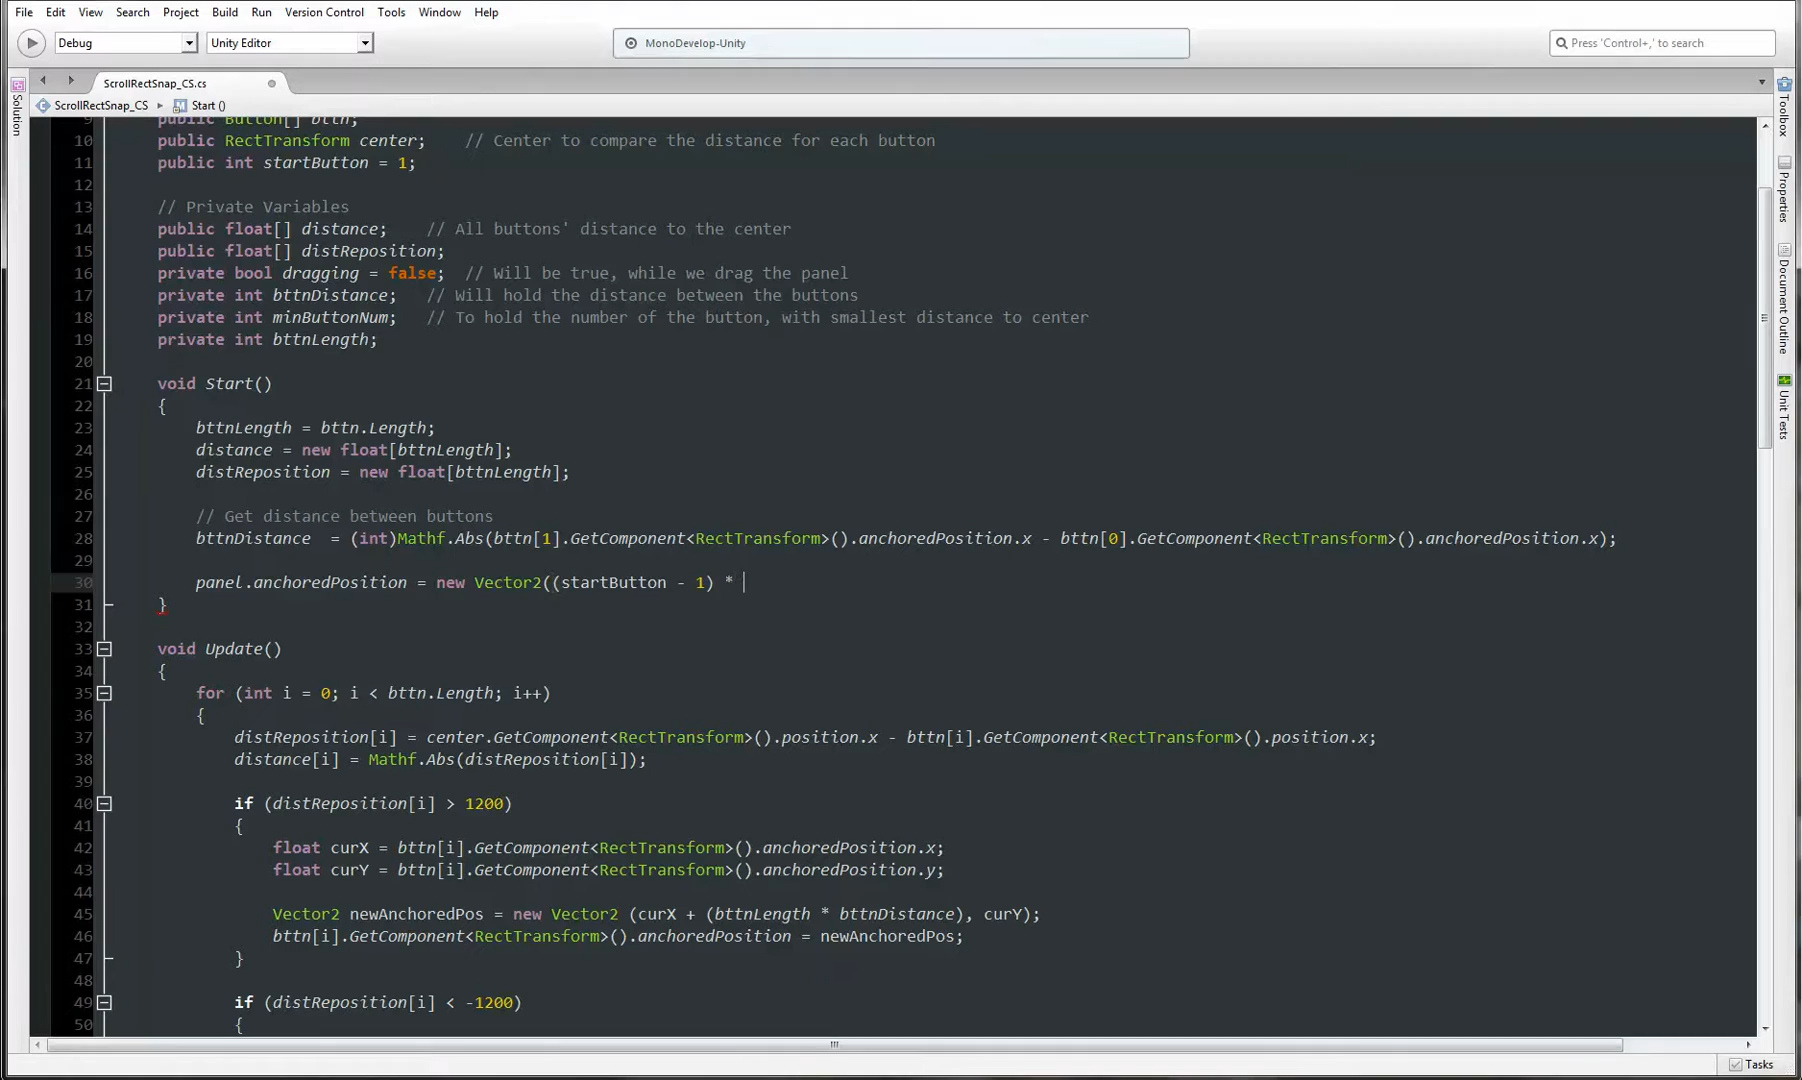 File Edit View Search Project Build Run Version Control Tools Window Help
Debug Unity Editor MonoDevelop-Unity Press 'Control+,' to search
ScrollRectSnap_CS.cs
ScrollRectSnap_CS Start ()
Solution
Toolbox
Properties
Document Outline
Unit Tests
9 public Button[] bttn;
10 public RectTransform center; // Center to compare the distance for each button
11 public int startButton = 1;
12
13 // Private Variables
14 public float[] distance; // All buttons' distance to the center
15 public float[] distReposition;
16 private bool dragging = false; // Will be true, while we drag the panel
17 private int bttnDistance; // Will hold the distance between the buttons
18 private int minButtonNum; // To hold the number of the button, with smallest distance to center
19 private int bttnLength;
20
21 void Start()
22 {
23 bttnLength = bttn.Length;
24 distance = new float[bttnLength];
25 distReposition = new float[bttnLength];
26
27 // Get distance between buttons
28 bttnDistance = (int)Mathf.Abs(bttn[1].GetComponent<RectTransform>().anchoredPosition.x - bttn[0].GetComponent<RectTransform>().anchoredPosition.x);
29
30 panel.anchoredPosition = new Vector2((startButton - 1) *
31 }
32
33 void Update()
34 {
35 for (int i = 0; i < bttn.Length; i++)
36 {
37 distReposition[i] = center.GetComponent<RectTransform>().position.x - bttn[i].GetComponent<RectTransform>().position.x;
38 distance[i] = Mathf.Abs(distReposition[i]);
39
40 if (distReposition[i] > 1200)
41 {
42 float curX = bttn[i].GetComponent<RectTransform>().anchoredPosition.x;
43 float curY = bttn[i].GetComponent<RectTransform>().anchoredPosition.y;
44
45 Vector2 newAnchoredPos = new Vector2 (curX + (bttnLength * bttnDistance), curY);
46 bttn[i].GetComponent<RectTransform>().anchoredPosition = newAnchoredPos;
47 }
48
49 if (distReposition[i] < -1200)
50 {
Tasks